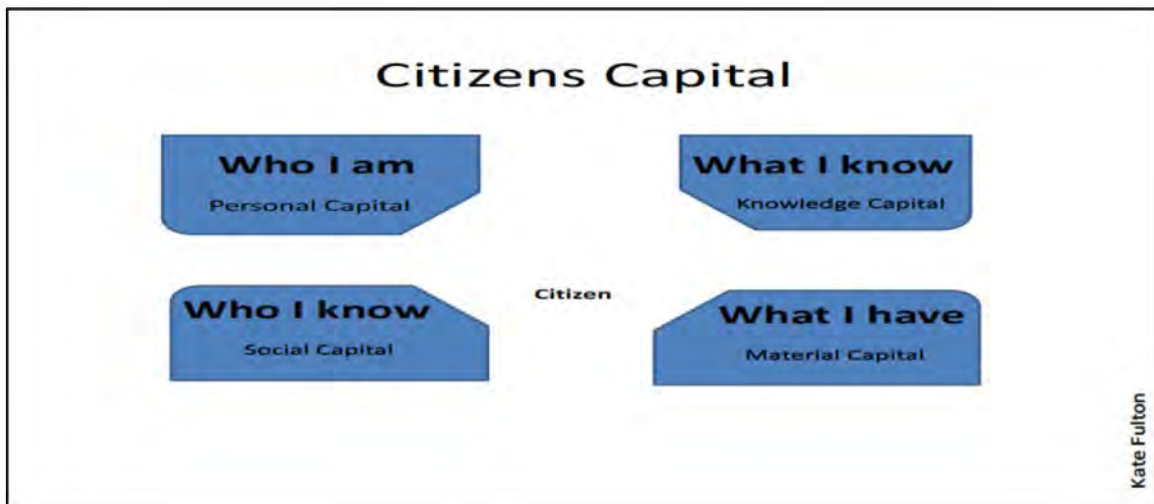 Citizens Capital
Who I am
Personal Capital
What I know
Knowledge Capital
Citizen
Who I know
Social Capital
What I have
Material Capital
Kate Fulton